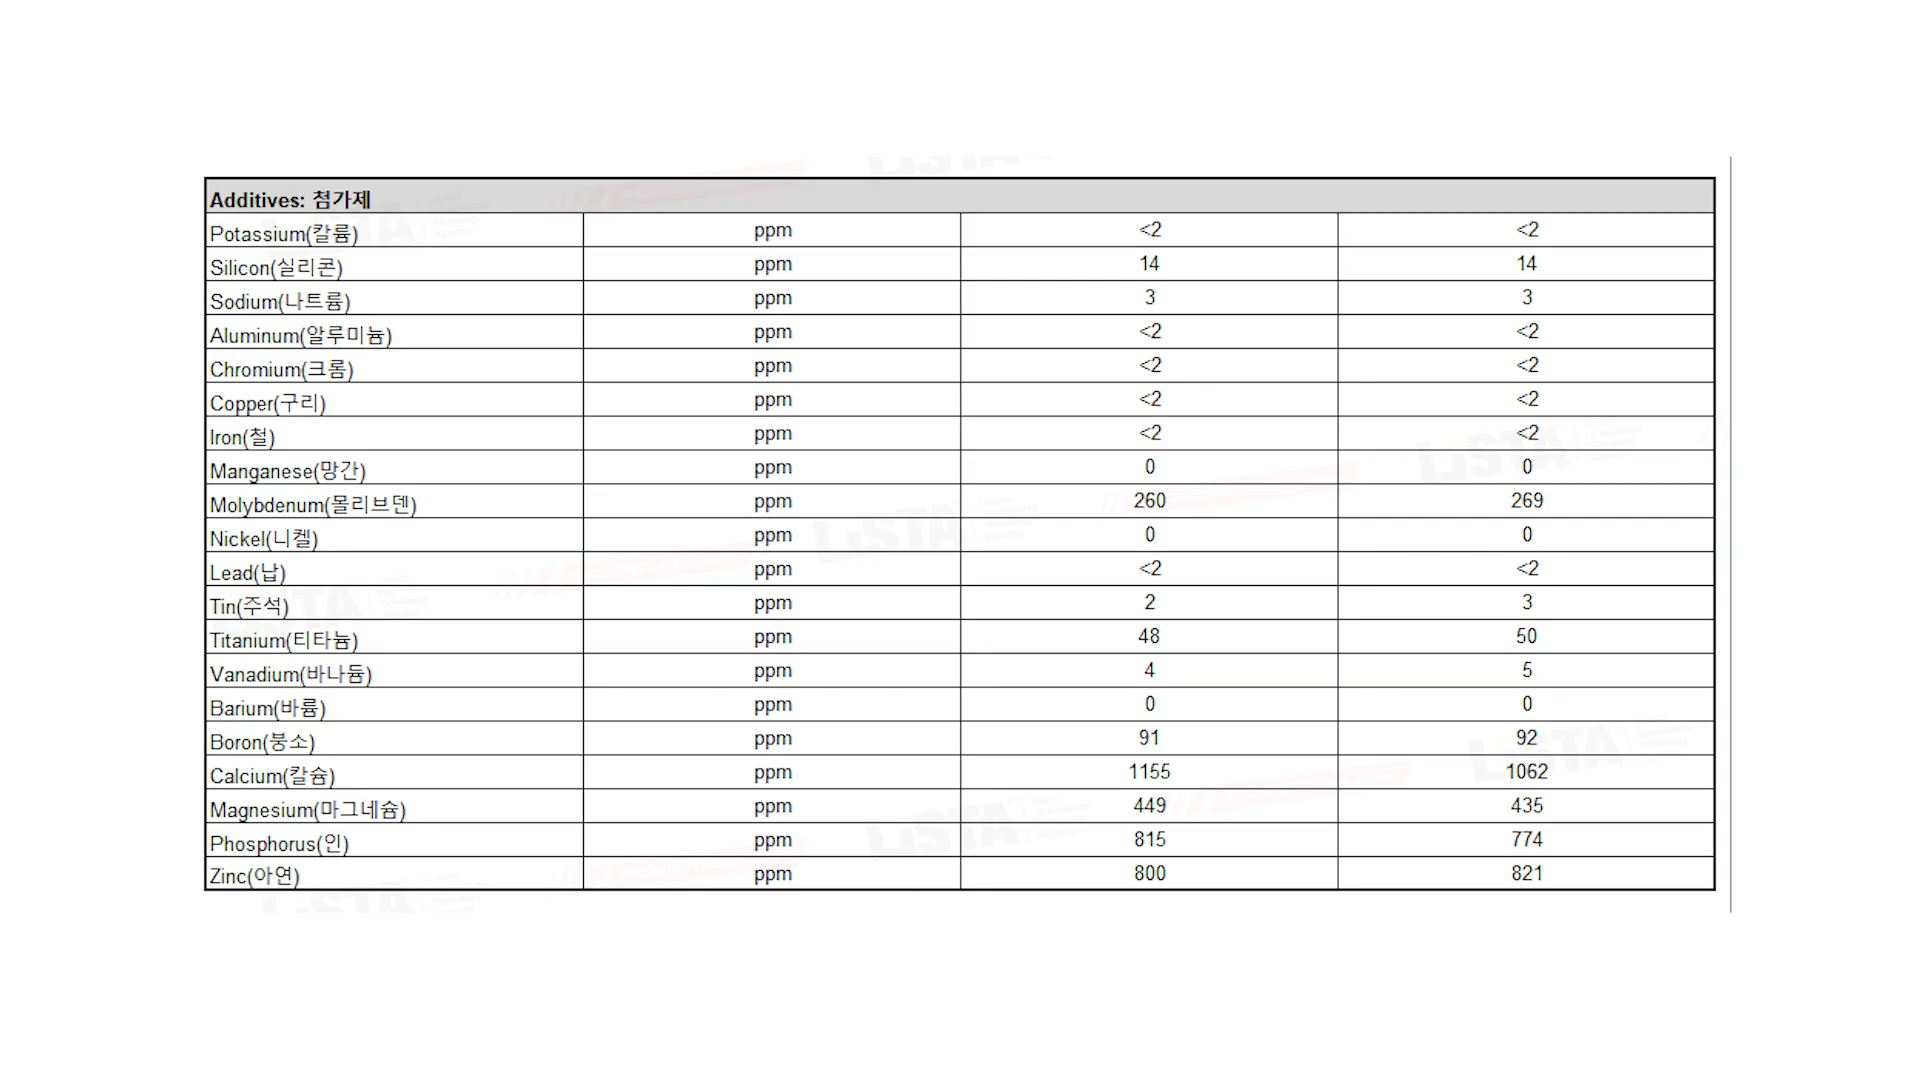 Additives: 첨가제
Potassium(칼륨) ppm <2 <2
Silicon(실리콘) ppm 14 14
Sodium(나트륨) ppm 3 3
Aluminum(알루미늄) ppm <2 <2
Chromium(크롬) ppm <2 <2
Copper(구리) ppm <2 <2
Iron(철) ppm <2 <2
Manganese(망간) ppm 0 0
Molybdenum(몰리브덴) ppm 260 269
Nickel(니켈) ppm 0 0
Lead(납) ppm <2 <2
Tin(주석) ppm 2 3
Titanium(티타늄) ppm 48 50
Vanadium(바나듐) ppm 4 5
Barium(바륨) ppm 0 0
Boron(붕소) ppm 91 92
Calcium(칼슘) ppm 1155 1062
Magnesium(마그네슘) ppm 449 435
Phosphorus(인) ppm 815 774
Zinc(아연) ppm 800 821